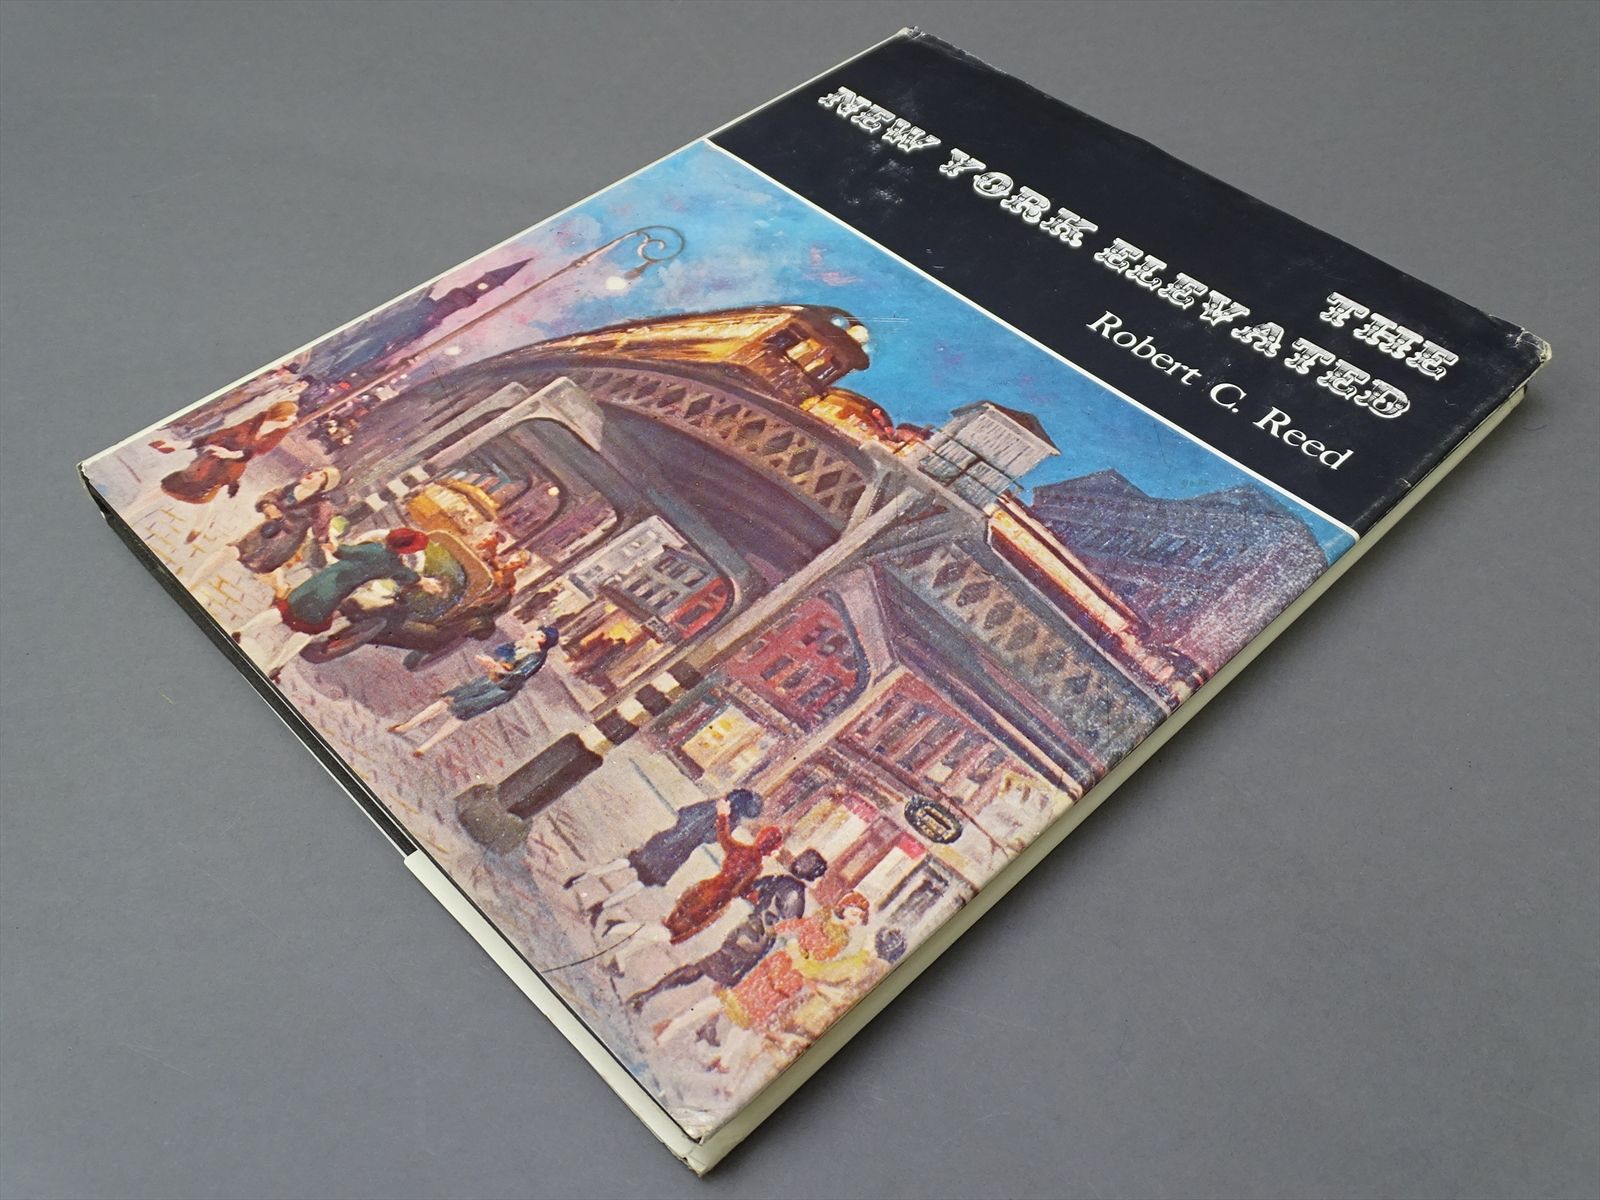 THE
NEW YORK ELEVATED
Robert C. Reed